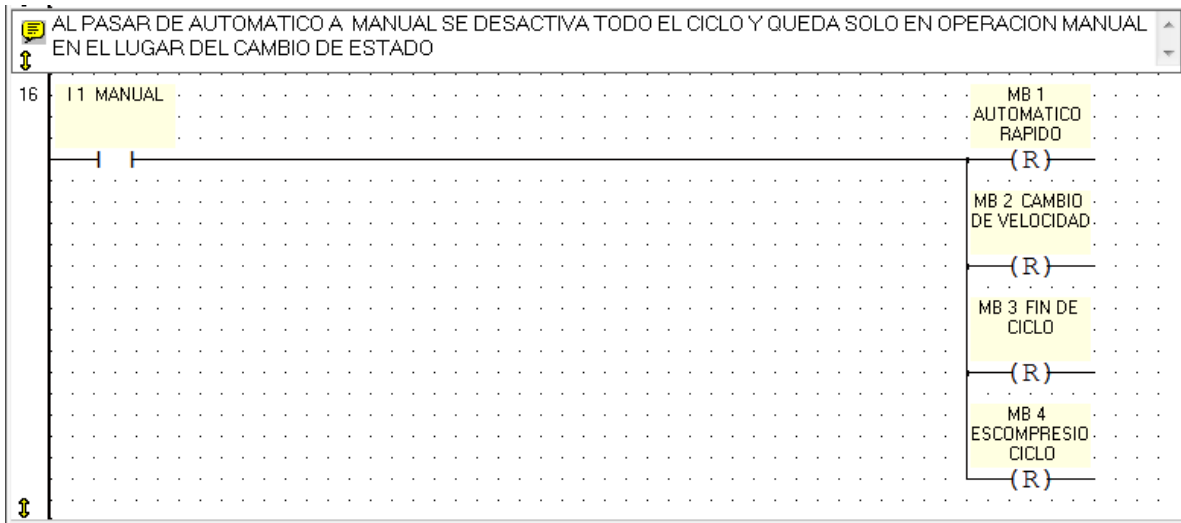 AL PASAR DE AUTOMATICO A MANUAL SE DESACTIVA TODO EL CICLO Y QUEDA SOLO EN OPERACION MANUAL
EN EL LUGAR DEL CAMBIO DE ESTADO
16
I 1 MANUAL
MB 1
AUTOMATICO
RAPIDO
(R)
MB 2 CAMBIO
DE VELOCIDAD
(R)
MB 3 FIN DE
CICLO
(R)
MB 4
ESCOMPRESIO
CICLO
(R)